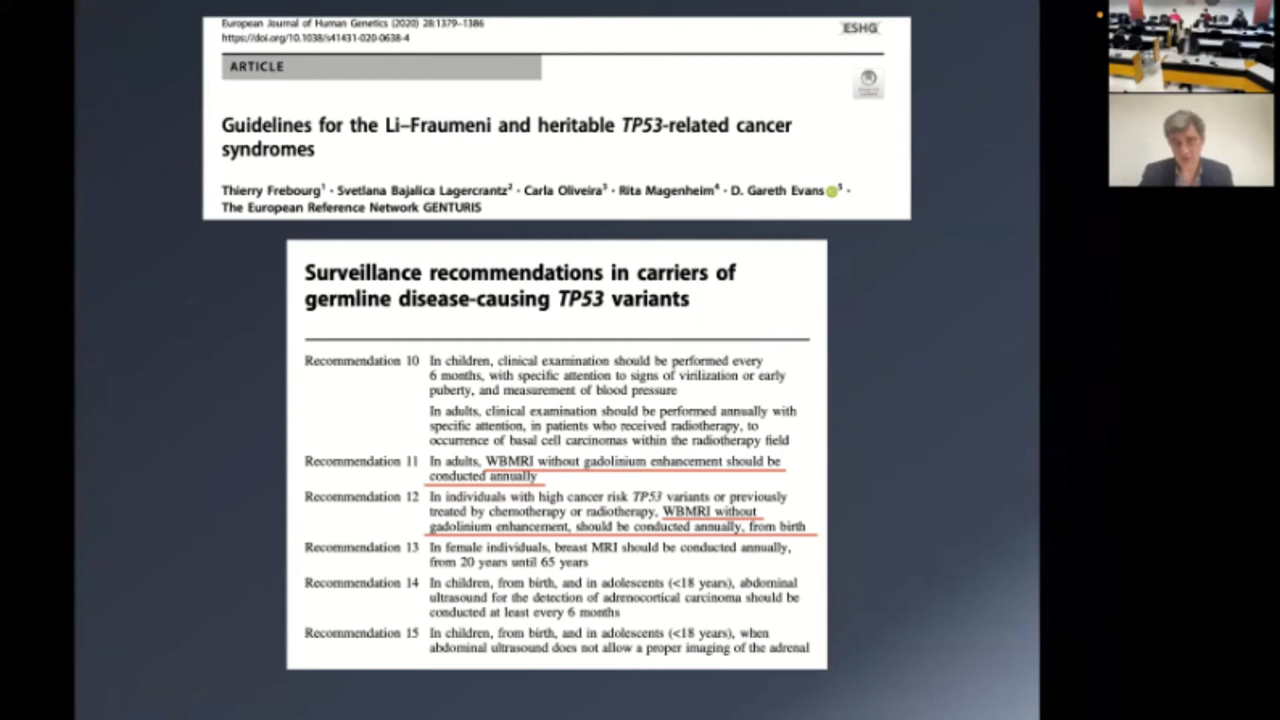 European Journal of Human Genetics (2020) 28:1379–1386
https://doi.org/10.1038/s41431-020-0638-4
ESHG
ARTICLE
Guidelines for the Li–Fraumeni and heritable TP53-related cancer
syndromes
Thierry Frebourg1 · Svetlana Bajalica Lagercrantz2 · Carla Oliveira3 · Rita Magenheim4 · D. Gareth Evans 5 ·
The European Reference Network GENTURIS
Surveillance recommendations in carriers of
germline disease-causing TP53 variants
Recommendation 10 In children, clinical examination should be performed every
6 months, with specific attention to signs of virilization or early
puberty, and measurement of blood pressure
In adults, clinical examination should be performed annually with
specific attention, in patients who received radiotherapy, to
occurrence of basal cell carcinomas within the radiotherapy field
Recommendation 11 In adults, WBMRI without gadolinium enhancement should be
conducted annually
Recommendation 12 In individuals with high cancer risk TP53 variants or previously
treated by chemotherapy or radiotherapy, WBMRI without
gadolinium enhancement, should be conducted annually, from birth
Recommendation 13 In female individuals, breast MRI should be conducted annually,
from 20 years until 65 years
Recommendation 14 In children, from birth, and in adolescents (<18 years), abdominal
ultrasound for the detection of adrenocortical carcinoma should be
conducted at least every 6 months
Recommendation 15 In children, from birth, and in adolescents (<18 years), when
abdominal ultrasound does not allow a proper imaging of the adrenal